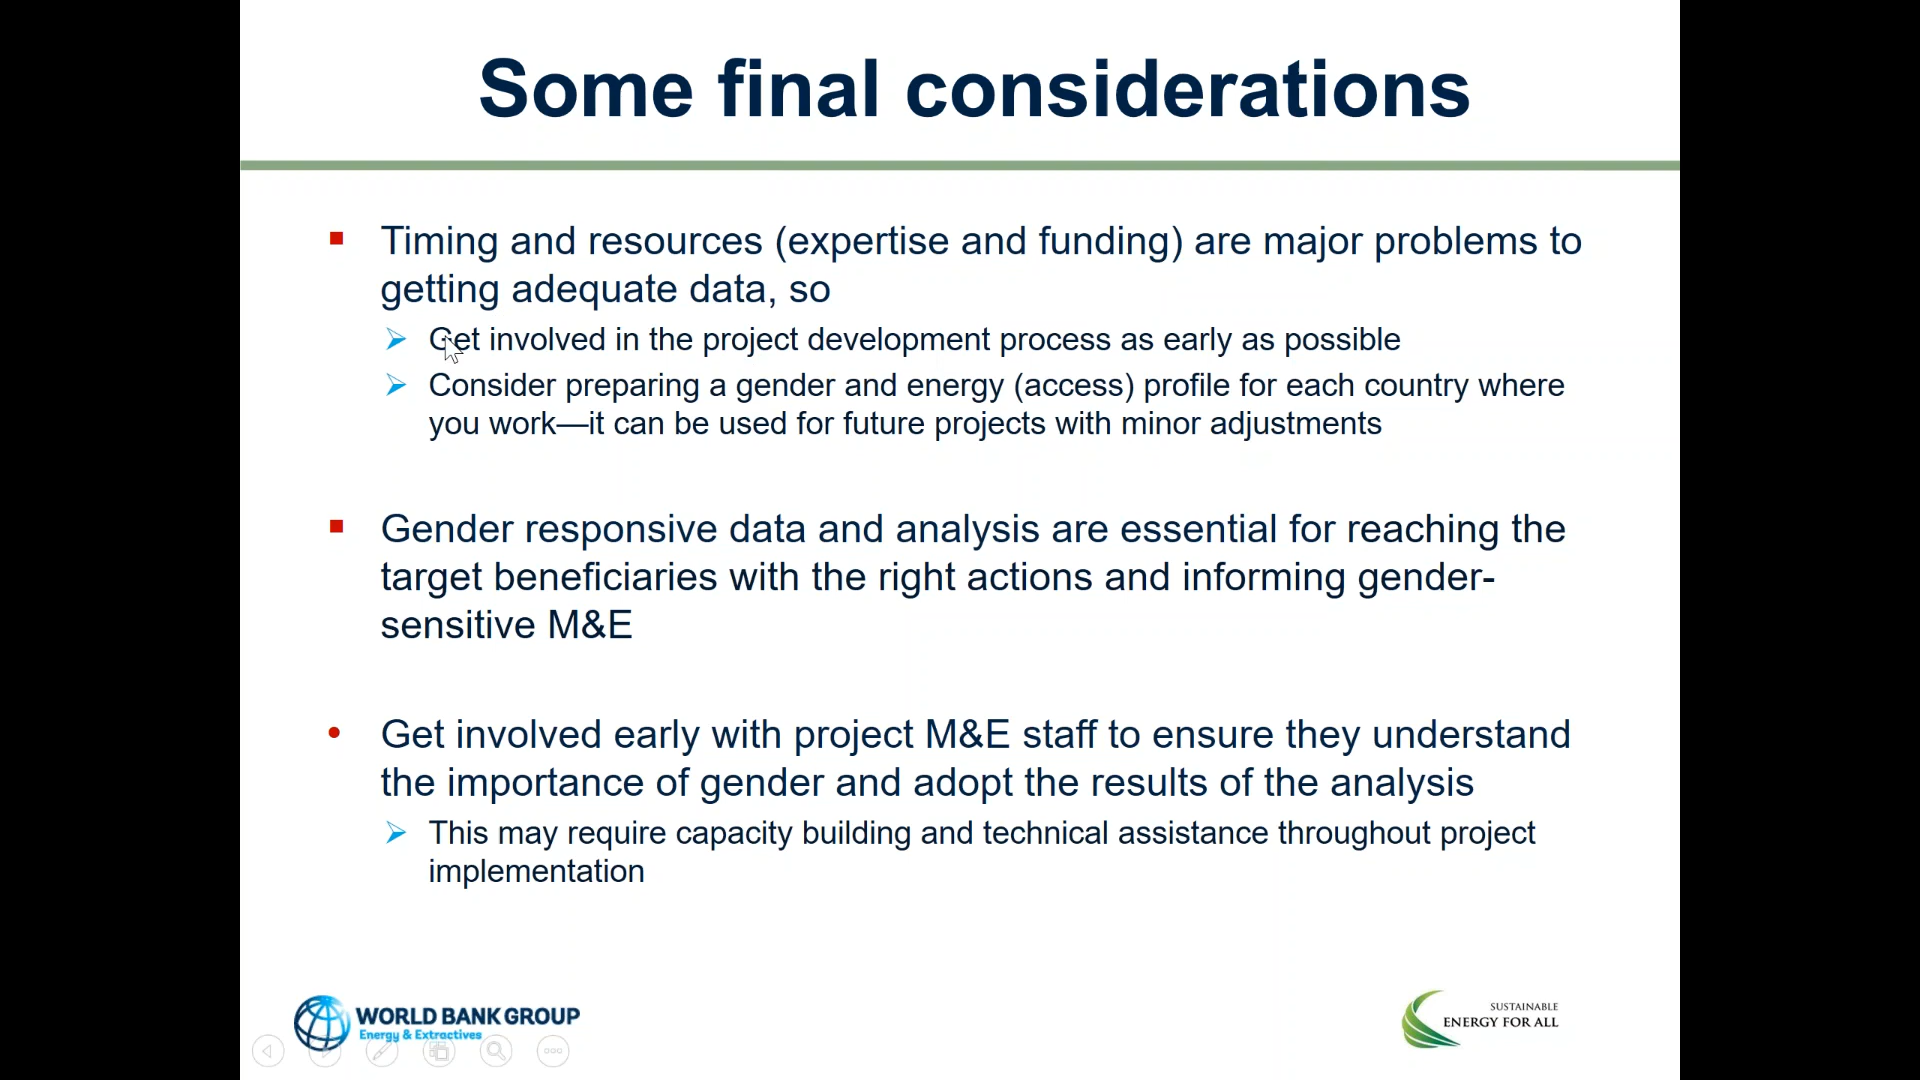 Some final considerations
Timing and resources (expertise and funding) are major problems to
getting adequate data, so
Get involved in the project development process as early as possible
Consider preparing a gender and energy (access) profile for each country where
you work—it can be used for future projects with minor adjustments
Gender responsive data and analysis are essential for reaching the
target beneficiaries with the right actions and informing gender-
sensitive M&E
Get involved early with project M&E staff to ensure they understand
the importance of gender and adopt the results of the analysis
This may require capacity building and technical assistance throughout project
implementation
WORLD BANK GROUP
Energy & Extractives
SUSTAINABLE
ENERGY FOR ALL